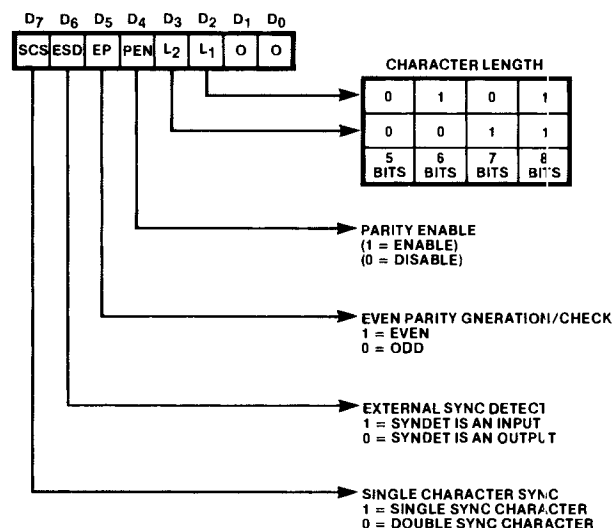 D7 D6 D5 D4 D3 D2 D1 D0
SCS ESD EP PEN L2 L1 0 0
CHARACTER LENGTH
0 1 0 1
0 0 1 1
5 6 7 8
BITS BITS BITS BITS
PARITY ENABLE
(1 = ENABLE)
(0 = DISABLE)
EVEN PARITY GNERATION/CHECK
1 = EVEN
0 = ODD
EXTERNAL SYNC DETECT
1 = SYNDET IS AN INPUT
0 = SYNDET IS AN OUTPUT
SINGLE CHARACTER SYNC
1 = SINGLE SYNC CHARACTER
0 = DOUBLE SYNC CHARACTER